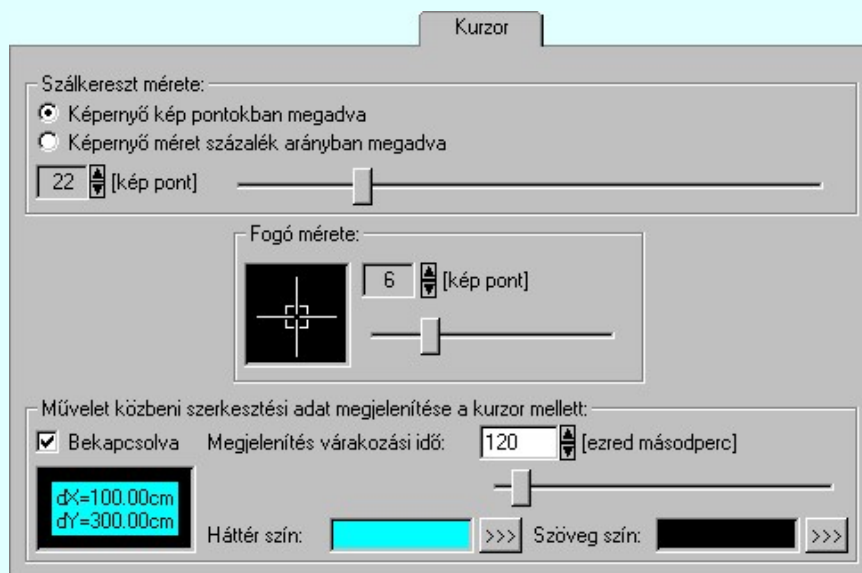 Kurzor
Szálkereszt mérete:
Képernyő kép pontokban megadva
Képernyő méret százalék arányban megadva
22 [kép pont]
Fogó mérete:
6 [kép pont]
Művelet közbeni szerkesztési adat megjelenítése a kurzor mellett:
Bekapcsolva Megjelenítés várakozási idő: 120 [ezred másodperc]
dX=100.00cm
dY=300.00cm
Háttér szín: >>> Szöveg szín: >>>